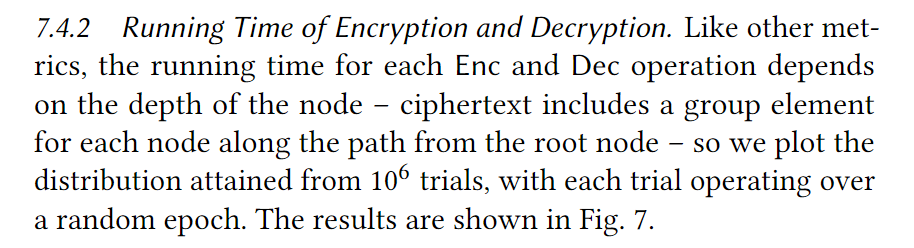 7.4.2 Running Time of Encryption and Decryption. Like other met-
rics, the running time for each Enc and Dec operation depends
on the depth of the node – ciphertext includes a group element
for each node along the path from the root node – so we plot the
distribution attained from 10⁶ trials, with each trial operating over
a random epoch. The results are shown in Fig. 7.